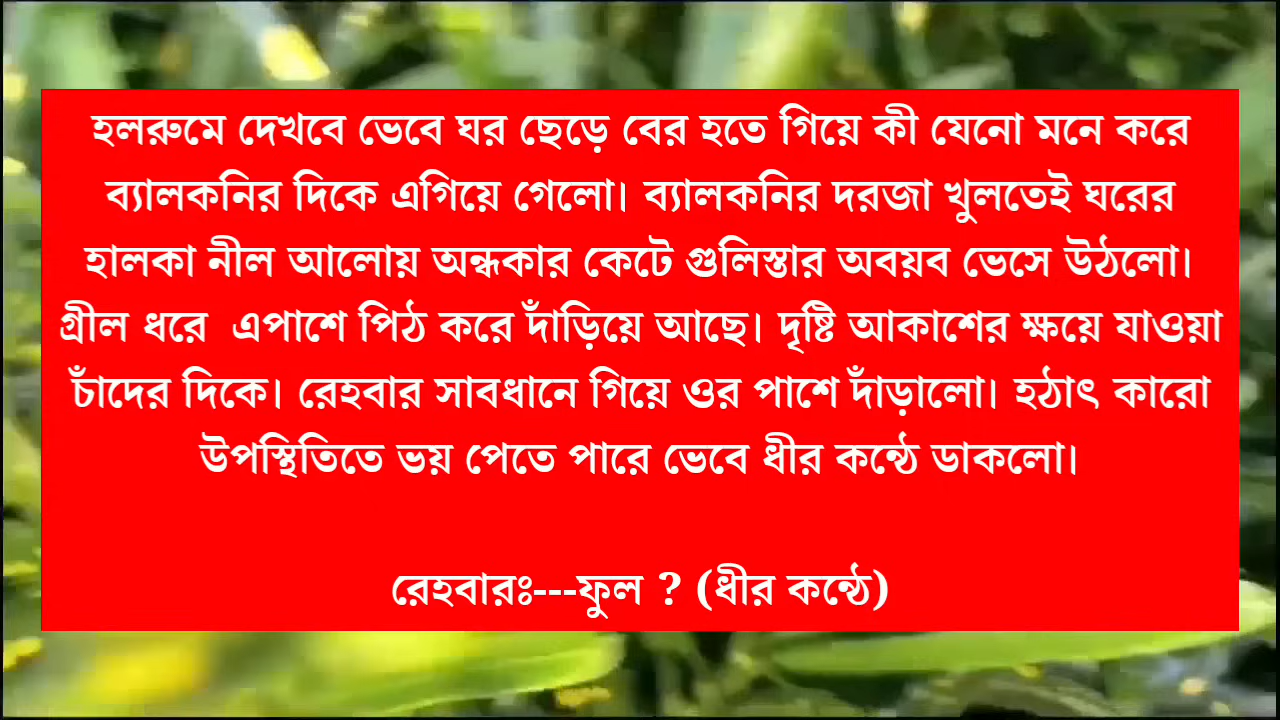 হলরুমে দেখবে ভেবে ঘর ছেড়ে বের হতে গিয়ে কী যেনো মনে করে
ব্যালকনির দিকে এগিয়ে গেলো। ব্যালকনির দরজা খুলতেই ঘরের
হালকা নীল আলোয় অন্ধকার কেটে গুলিস্তার অবয়ব ভেসে উঠলো।
গ্রীল ধরে এপাশে পিঠ করে দাঁড়িয়ে আছে। দৃষ্টি আকাশের ক্ষয়ে যাওয়া
চাঁদের দিকে। রেহবার সাবধানে গিয়ে ওর পাশে দাঁড়ালো। হঠাৎ কারো
উপস্থিতিতে ভয় পেতে পারে ভেবে ধীর কন্ঠে ডাকলো।
রেহবারঃ---ফুল ? (ধীর কন্ঠে)